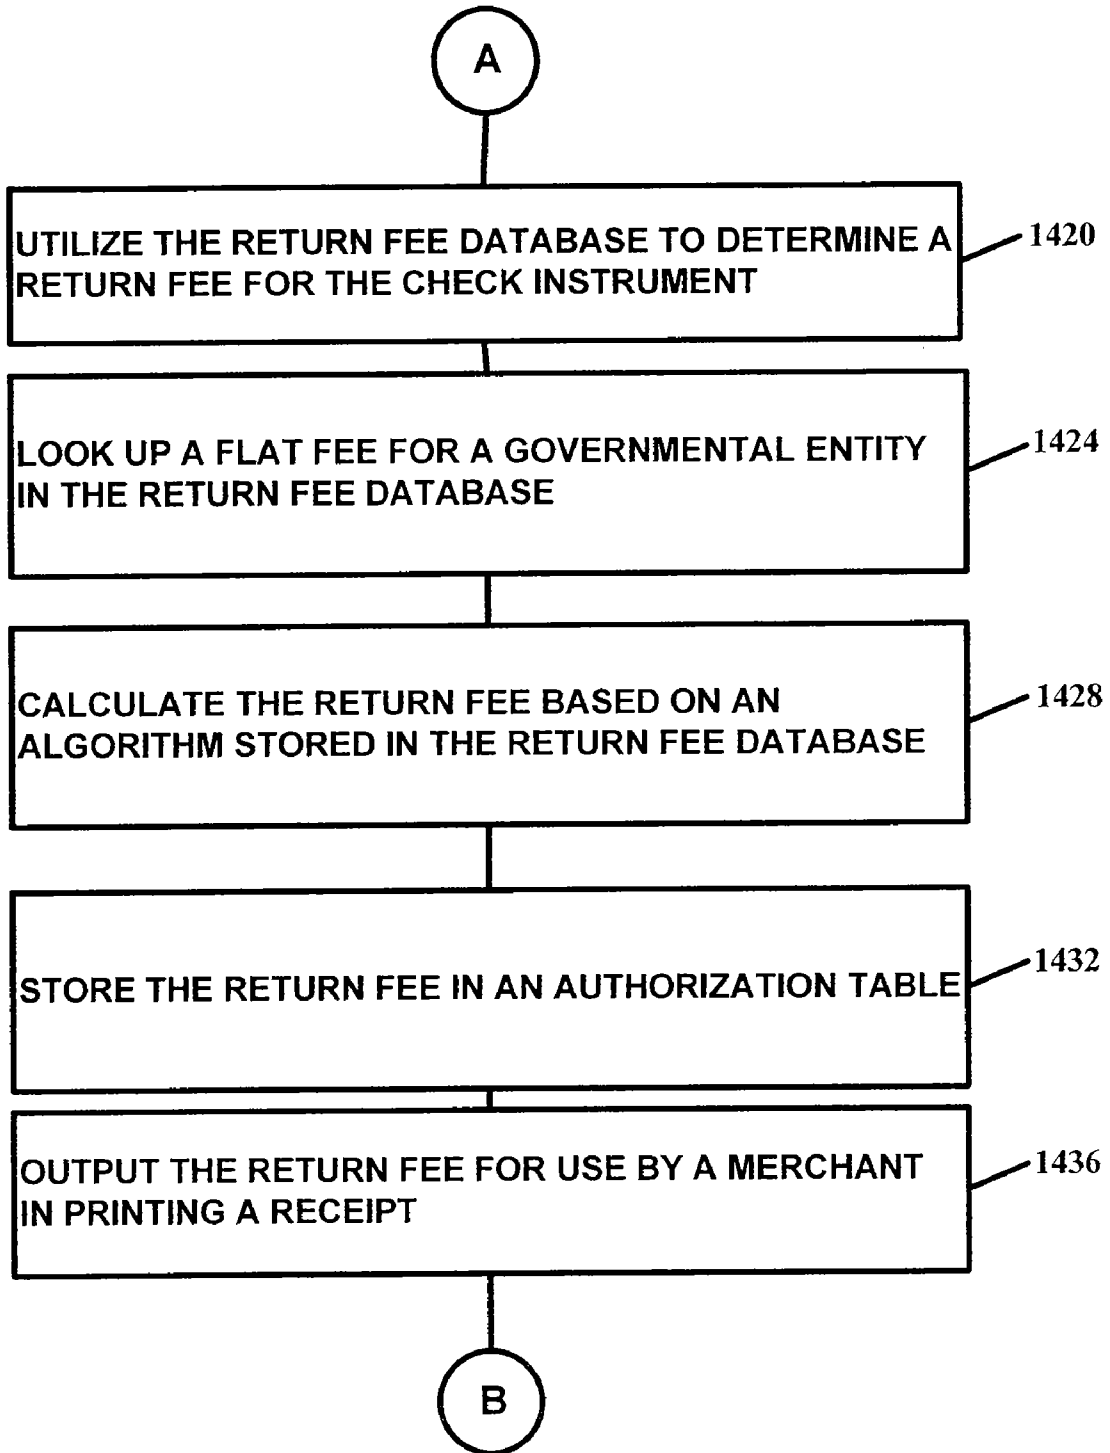 A
UTILIZE THE RETURN FEE DATABASE TO DETERMINE A
RETURN FEE FOR THE CHECK INSTRUMENT
1420
LOOK UP A FLAT FEE FOR A GOVERNMENTAL ENTITY
IN THE RETURN FEE DATABASE
1424
CALCULATE THE RETURN FEE BASED ON AN
ALGORITHM STORED IN THE RETURN FEE DATABASE
1428
STORE THE RETURN FEE IN AN AUTHORIZATION TABLE
1432
OUTPUT THE RETURN FEE FOR USE BY A MERCHANT
IN PRINTING A RECEIPT
1436
B